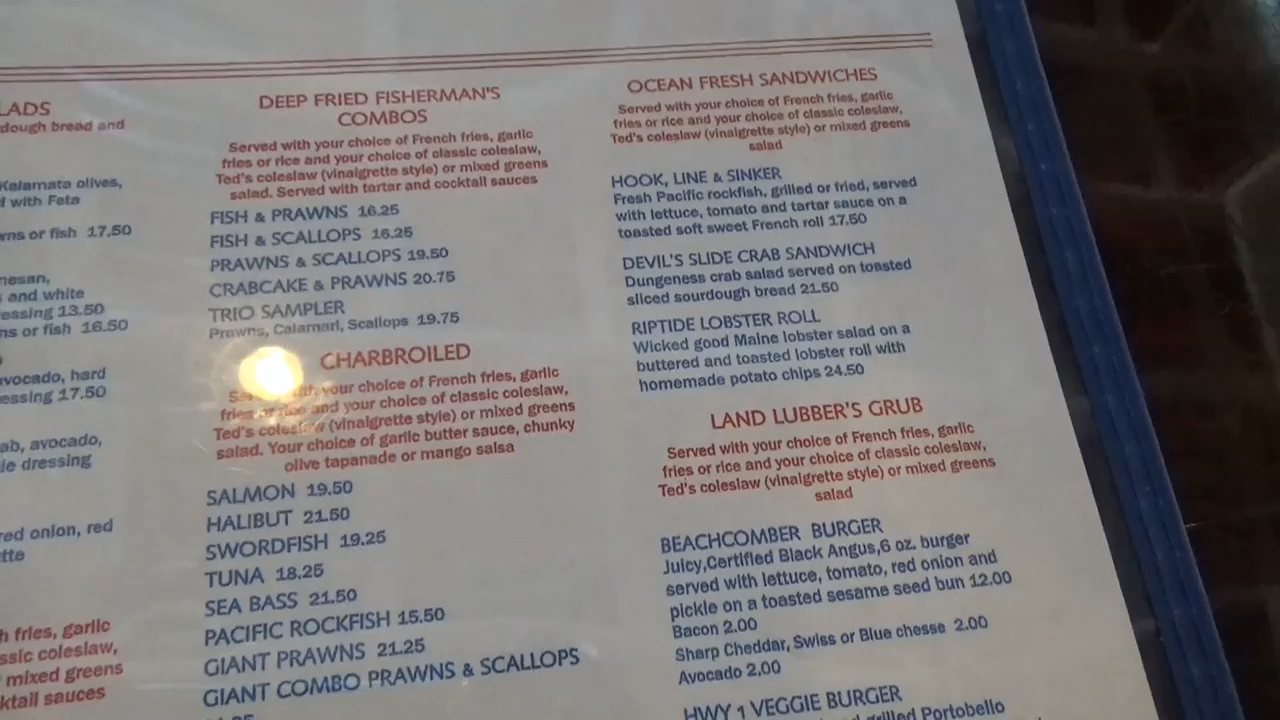 LADS
dough bread and
Kalamata olives,
with Feta
or fish 17.50
and white
essing 13.50
or fish 16.50
avocado, hard
essing 17.50
avocado,
dressing
red onion, red
fries, garlic
coleslaw,
mixed greens
sauces
DEEP FRIED FISHERMAN'S
COMBOS
Served with your choice of French fries, garlic
fries or rice and your choice of classic coleslaw,
Ted's coleslaw (vinaigrette style) or mixed greens
salad. Served with tartar and cocktail sauces
FISH & PRAWNS 16.25
FISH & SCALLOPS 16.25
PRAWNS & SCALLOPS 19.50
CRABCAKE & PRAWNS 20.75
TRIO SAMPLER
Prawns, Calamari, Scallops 19.75
CHARBROILED
with your choice of French fries, garlic
fries or rice and your choice of classic coleslaw,
Ted's coleslaw (vinaigrette style) or mixed greens
salad. Your choice of garlic butter sauce, chunky
olive tapanade or mango salsa
SALMON 19.50
HALIBUT 21.50
SWORDFISH 19.25
TUNA 18.25
SEA BASS 21.50
PACIFIC ROCKFISH 15.50
GIANT PRAWNS 21.25
GIANT COMBO PRAWNS & SCALLOPS
OCEAN FRESH SANDWICHES
Served with your choice of French fries, garlic
fries or rice and your choice of classic coleslaw,
Ted's coleslaw (vinaigrette style) or mixed greens
salad
HOOK, LINE & SINKER
Fresh Pacific rockfish, grilled or fried, served
with lettuce, tomato and tartar sauce on a
toasted soft sweet French roll 17.50
DEVIL'S SLIDE CRAB SANDWICH
Dungeness crab salad served on toasted
sliced sourdough bread 21.50
RIPTIDE LOBSTER ROLL
Wicked good Maine lobster salad on a
buttered and toasted lobster roll with
homemade potato chips 24.50
LAND LUBBER'S GRUB
Served with your choice of French fries, garlic
fries or rice and your choice of classic coleslaw,
Ted's coleslaw (vinaigrette style) or mixed greens
salad
BEACHCOMBER BURGER
Juicy,Certified Black Angus,6 oz. burger
served with lettuce, tomato, red onion and
pickle on a toasted sesame seed bun 12.00
Bacon 2.00
Sharp Cheddar, Swiss or Blue chesse 2.00
Avocado 2.00
HWY 1 VEGGIE BURGER
grilled Portobello